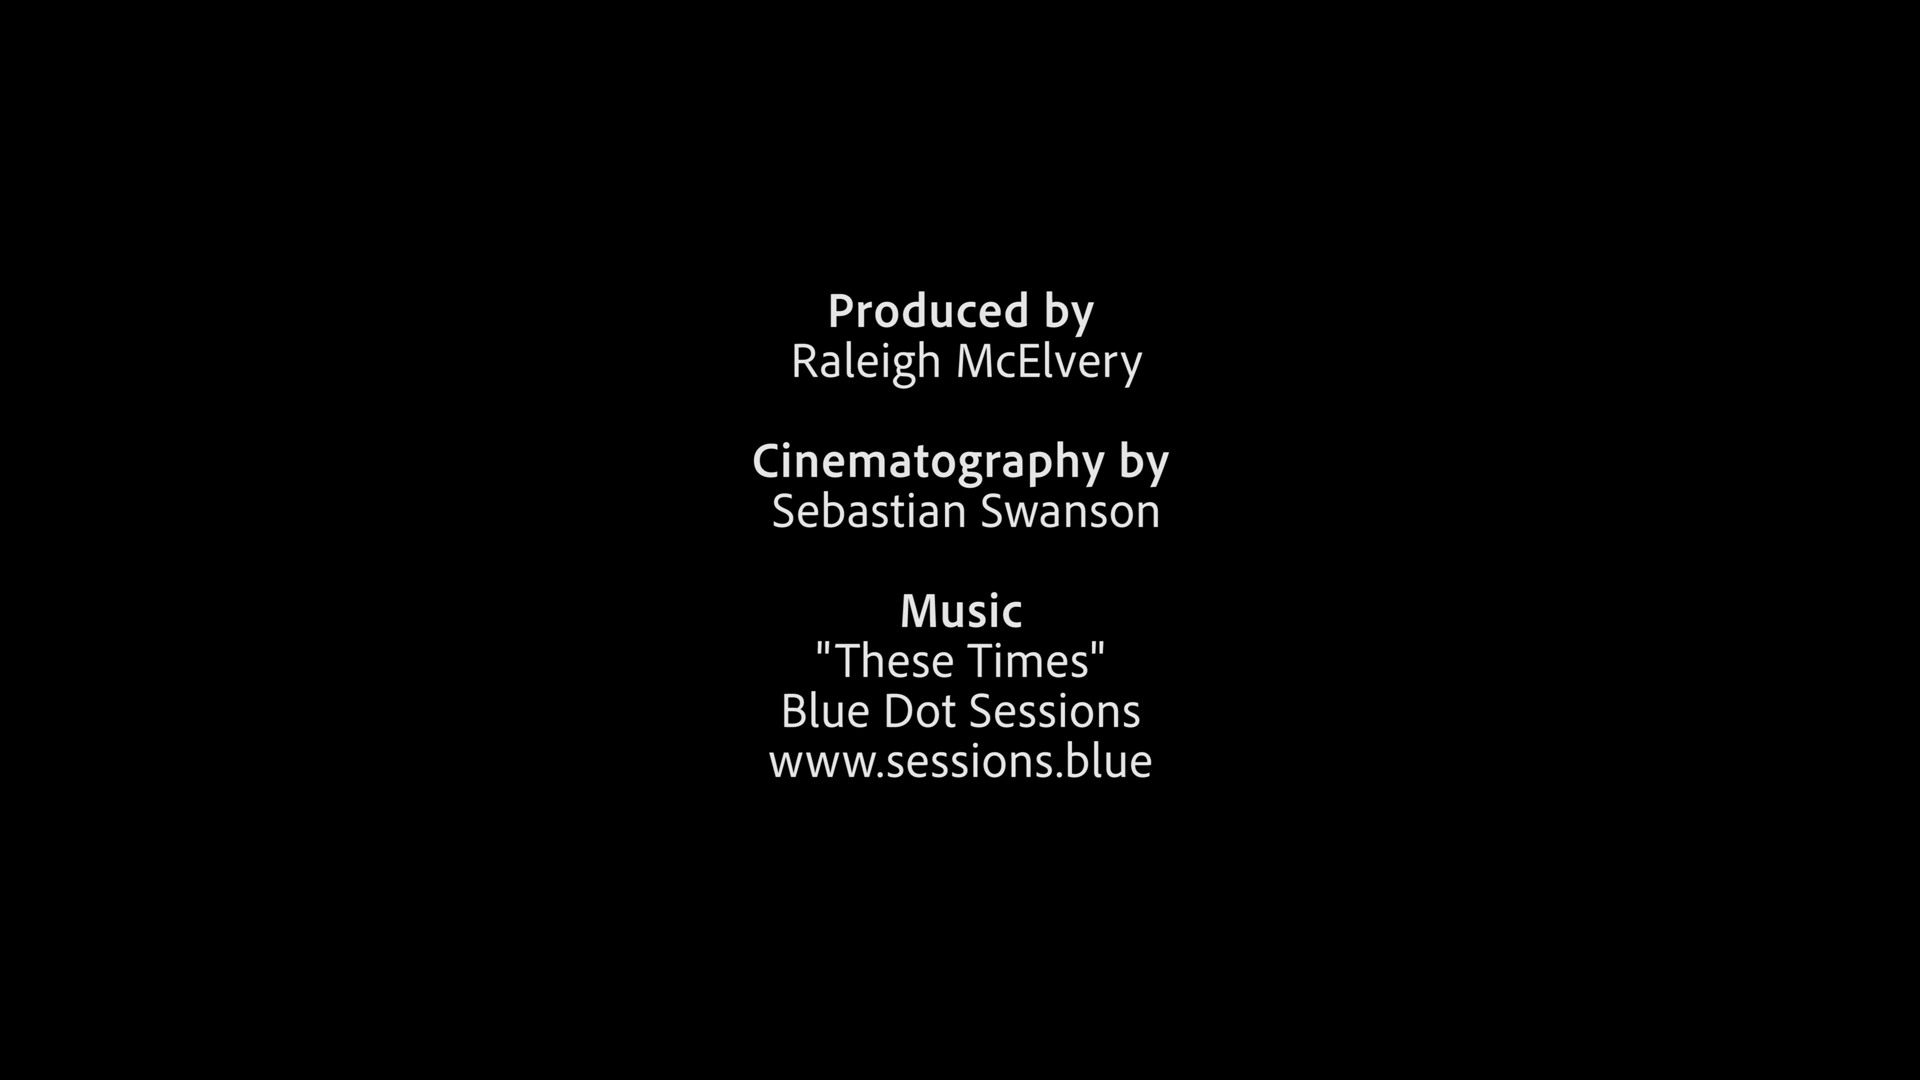 Produced by
Raleigh McElvery
Cinematography by
Sebastian Swanson
Music
"These Times"
Blue Dot Sessions
www.sessions.blue